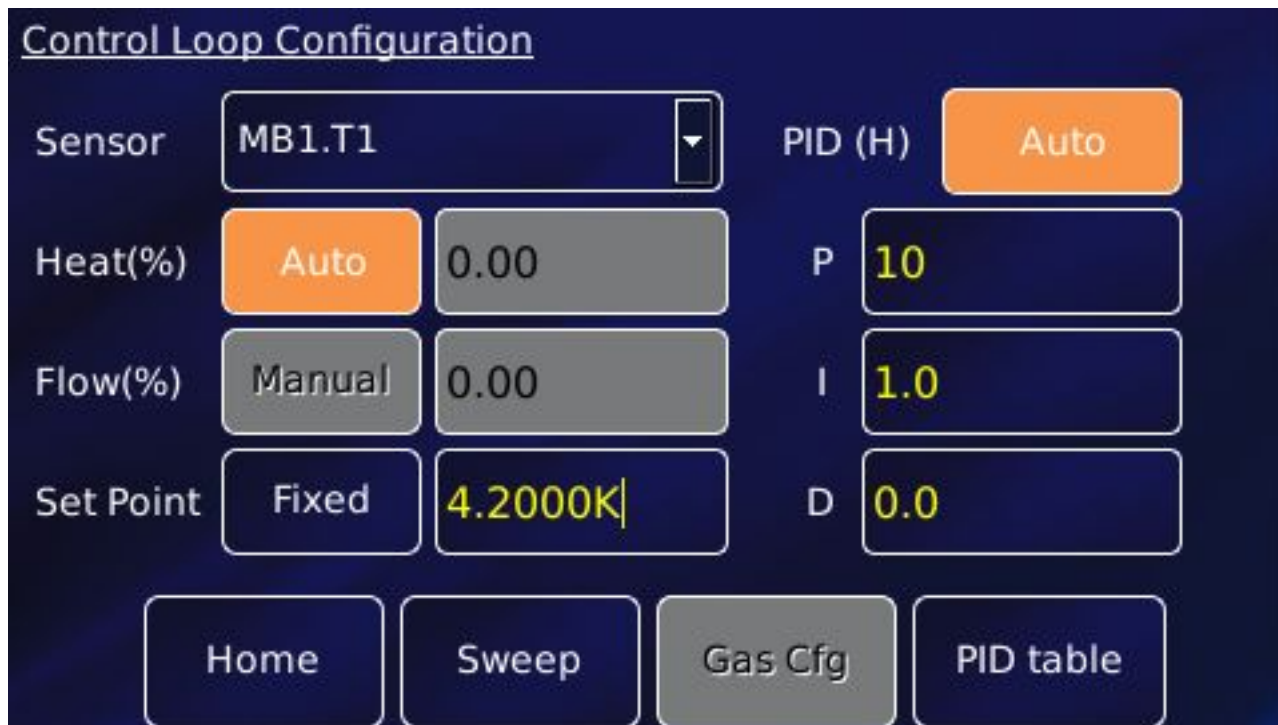 Control Loop Configuration
Sensor MB1.T1 PID (H) Auto
Heat(%) Auto 0.00 P 10
Flow(%) Manual 0.00 I 1.0
Set Point Fixed 4.2000K D 0.0
Home Sweep Gas Cfg PID table